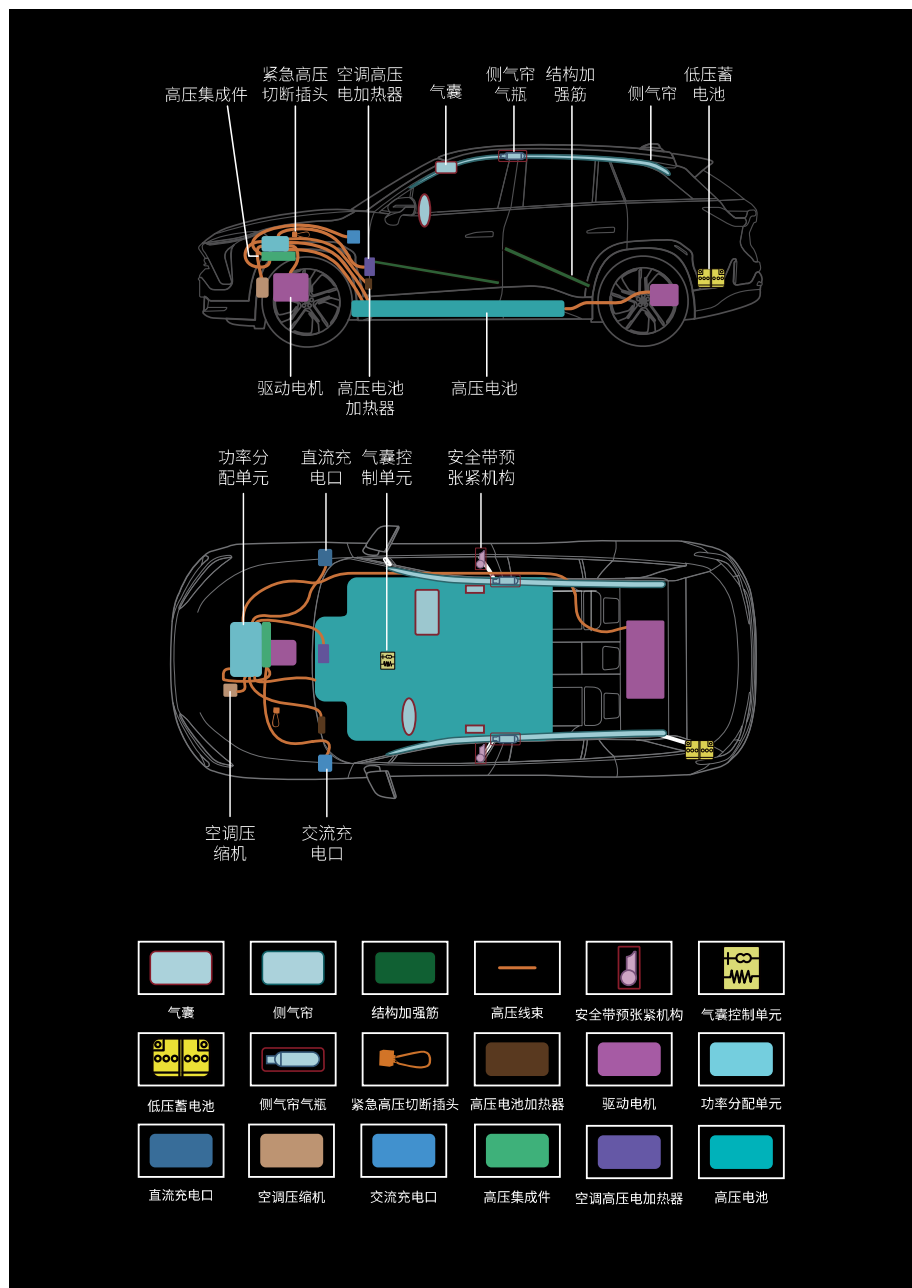 高压集成件
紧急高压
切断插头
空调高压
电加热器
气囊
侧气帘
气瓶
结构加
强筋
侧气帘
低压蓄
电池
驱动电机
高压电池
加热器
高压电池
功率分
配单元
直流充
电口
气囊控
制单元
安全带预
张紧机构
空调压
缩机
交流充
电口
气囊
侧气帘
结构加强筋
高压线束
安全带预张紧机构
气囊控制单元
低压蓄电池
侧气帘气瓶
紧急高压切断插头
高压电池加热器
驱动电机
功率分配单元
直流充电口
空调压缩机
交流充电口
高压集成件
空调高压电加热器
高压电池